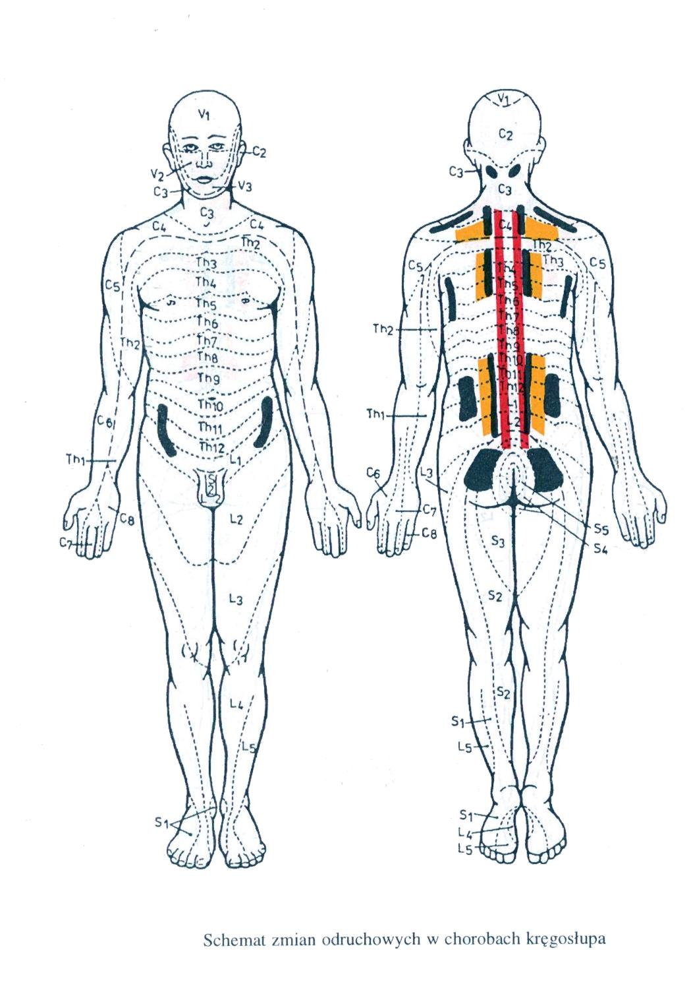 V1
C2
V2
V3
C3
C3
C4
C4
Th2
Th3
C5
Th4
Th5
Th6
Th7
Th2
Th8
Th9
Th10
C6
Th11
Th12
Th1
L1
L2
C8
C7
L3
L4
L5
S1
V1
C2
C3
C3
C4
Th2
Th3
C5
C5
Th4
Th5
Th6
Th7
Th2
Th8
Th9
Th10
Th11
Th12
L1
Th1
L2
C6
L3
C7
S5
C8
S3
S4
S2
S2
S1
L5
S1
L4
L5
Schemat zmian odruchowych w chorobach kręgosłupa